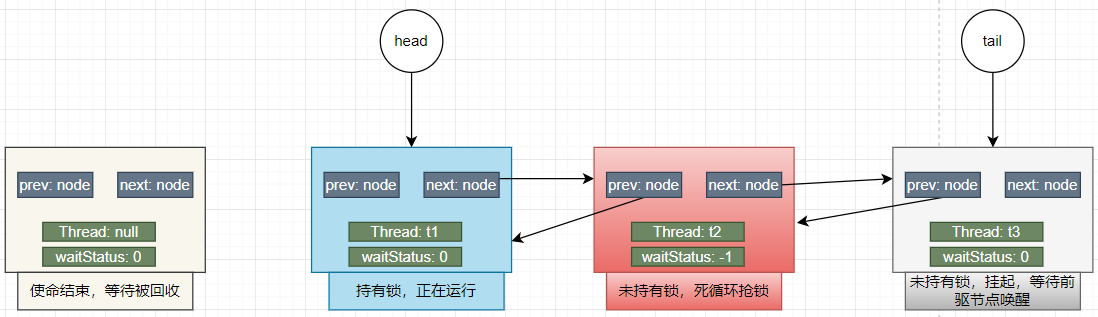 head
tail
prev: node
next: node
Thread: null
waitStatus: 0
使命结束，等待被回收
prev: node
next: node
Thread: t1
waitStatus: 0
持有锁，正在运行
prev: node
next: node
Thread: t2
waitStatus: -1
未持有锁，死循环抢锁
prev: node
next: node
Thread: t3
waitStatus: 0
未持有锁，挂起，等待前
驱节点唤醒